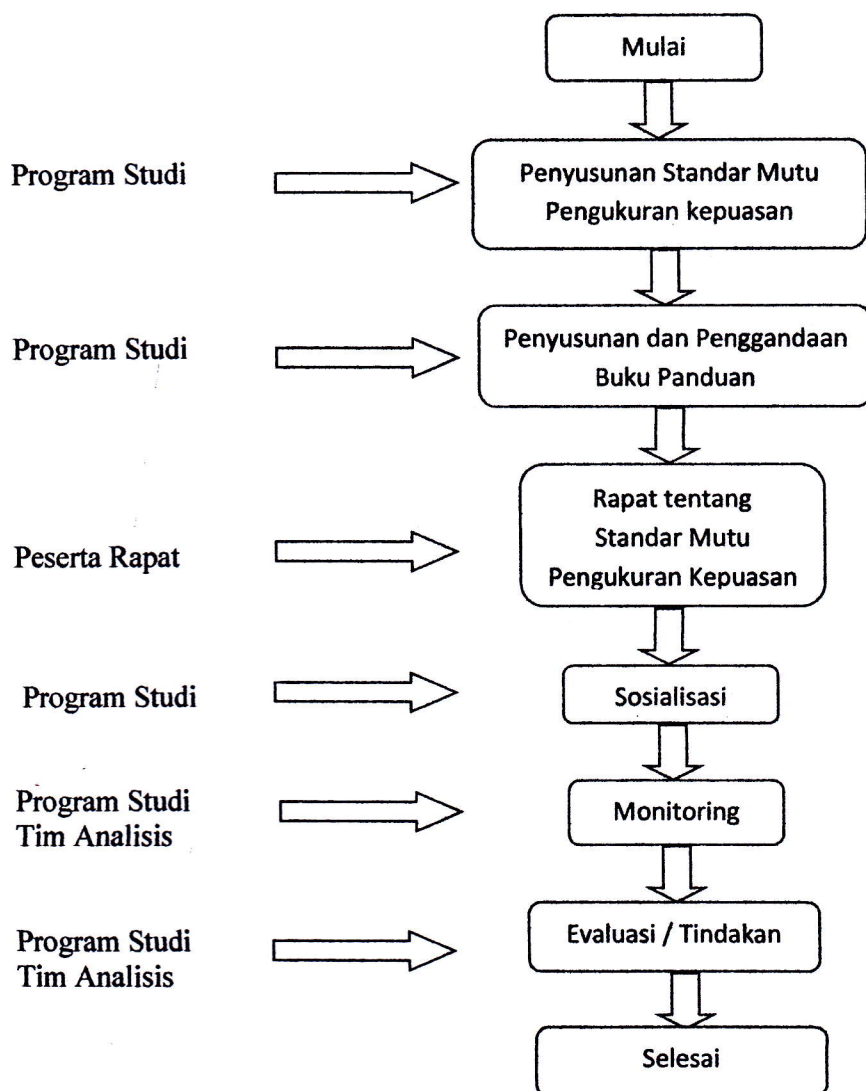 Mulai
Program Studi
Penyusunan Standar Mutu
Pengukuran kepuasan
Program Studi
Penyusunan dan Penggandaan
Buku Panduan
Peserta Rapat
Rapat tentang
Standar Mutu
Pengukuran Kepuasan
Program Studi
Sosialisasi
Program Studi
Tim Analisis
Monitoring
Program Studi
Tim Analisis
Evaluasi / Tindakan
Selesai